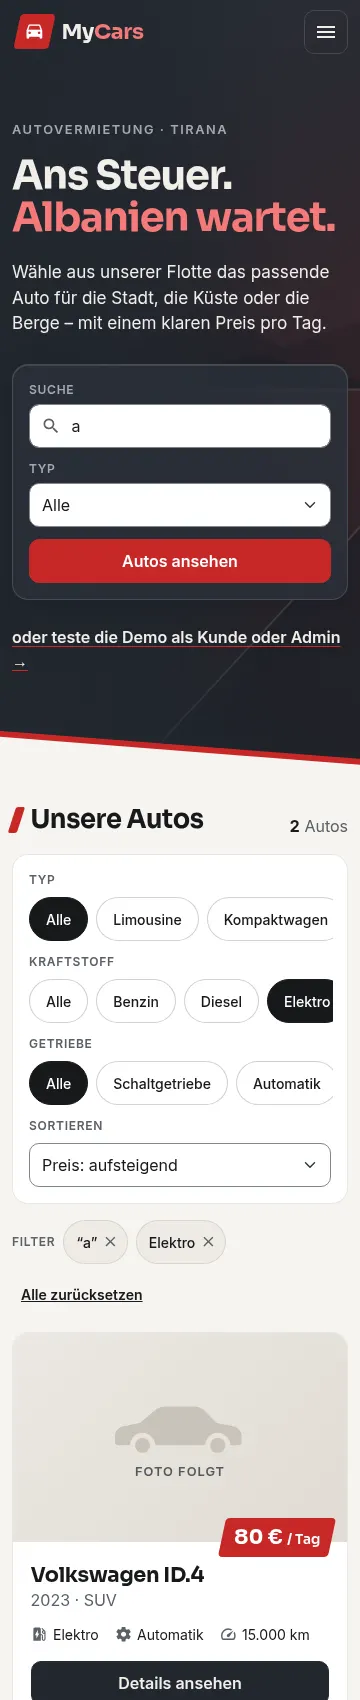 MyCars
AUTOVERMIETUNG · TIRANA
Ans Steuer.
Albanien wartet.
Wähle aus unserer Flotte das passende
Auto für die Stadt, die Küste oder die
Berge – mit einem klaren Preis pro Tag.
SUCHE
a
TYP
Alle
Autos ansehen
oder teste die Demo als Kunde oder Admin
→
Unsere Autos
2 Autos
TYP
Alle Limousine Kompaktwagen
KRAFTSTOFF
Alle Benzin Diesel Elektro
GETRIEBE
Alle Schaltgetriebe Automatik
SORTIEREN
Preis: aufsteigend
FILTER “a” × Elektro ×
Alle zurücksetzen
FOTO FOLGT
80 € / Tag
Volkswagen ID.4
2023 · SUV
Elektro Automatik 15.000 km
Details ansehen